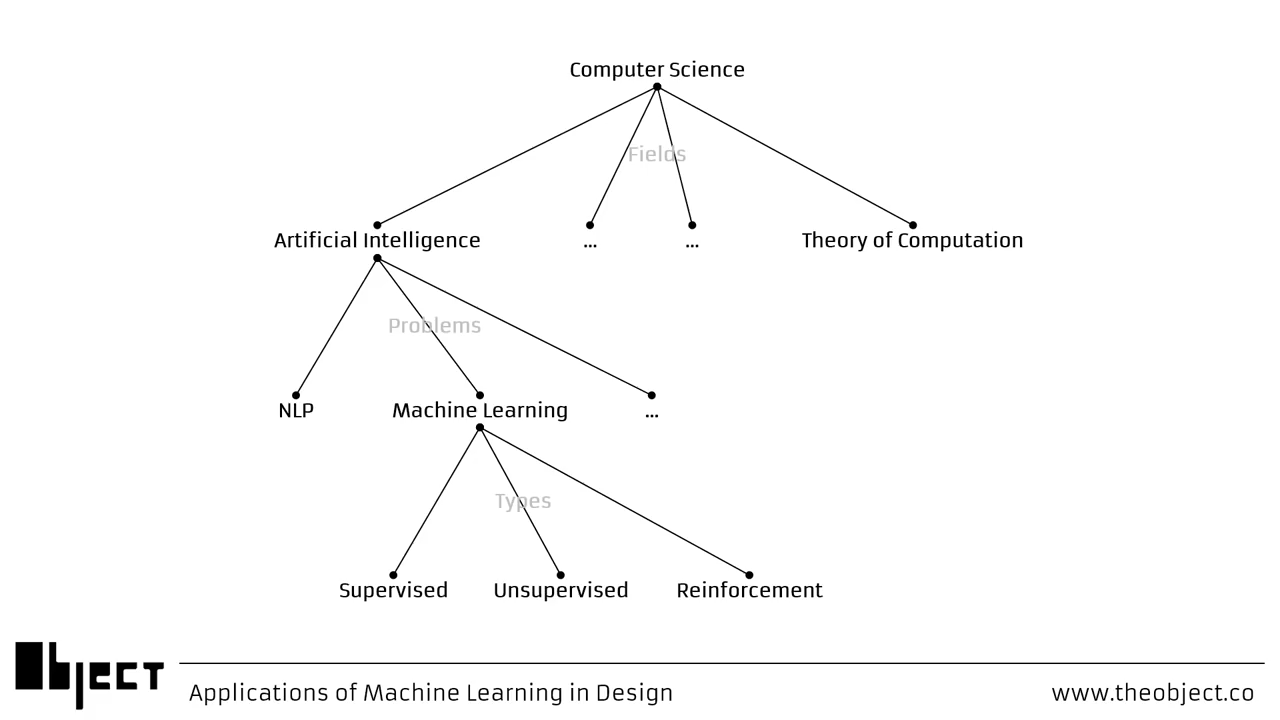 Computer Science
Fields
Artificial Intelligence
...
...
Theory of Computation
Problems
NLP
Machine Learning
...
Types
Supervised
Unsupervised
Reinforcement
Object
Applications of Machine Learning in Design
www.theobject.co